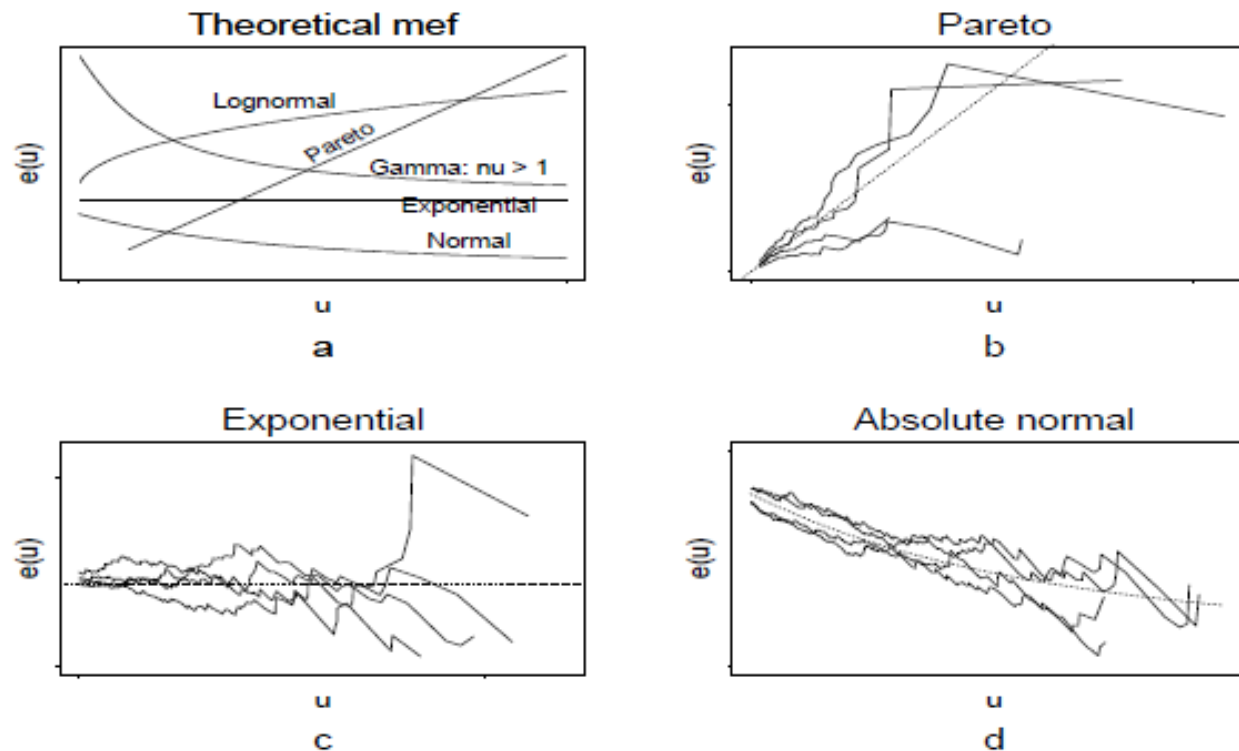 Theoretical mef
Lognormal
Pareto
Gamma: nu > 1
Exponential
Normal
e(u)
u
a
Pareto
e(u)
u
b
Exponential
e(u)
u
c
Absolute normal
e(u)
u
d